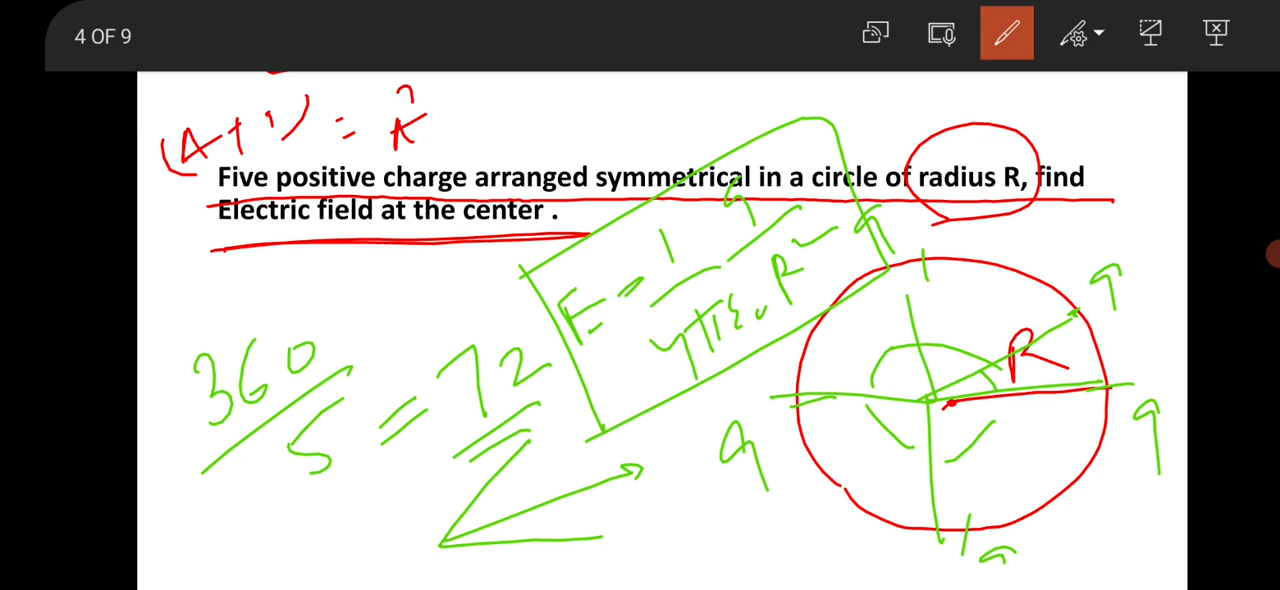 4 OF 9
(A+1) = k̂
Five positive charge arranged symmetrical in a circle of radius R, find
Electric field at the center .
E = 1/4πε₀ q/R²
360/5 = 72
q
q
R
q
q
q